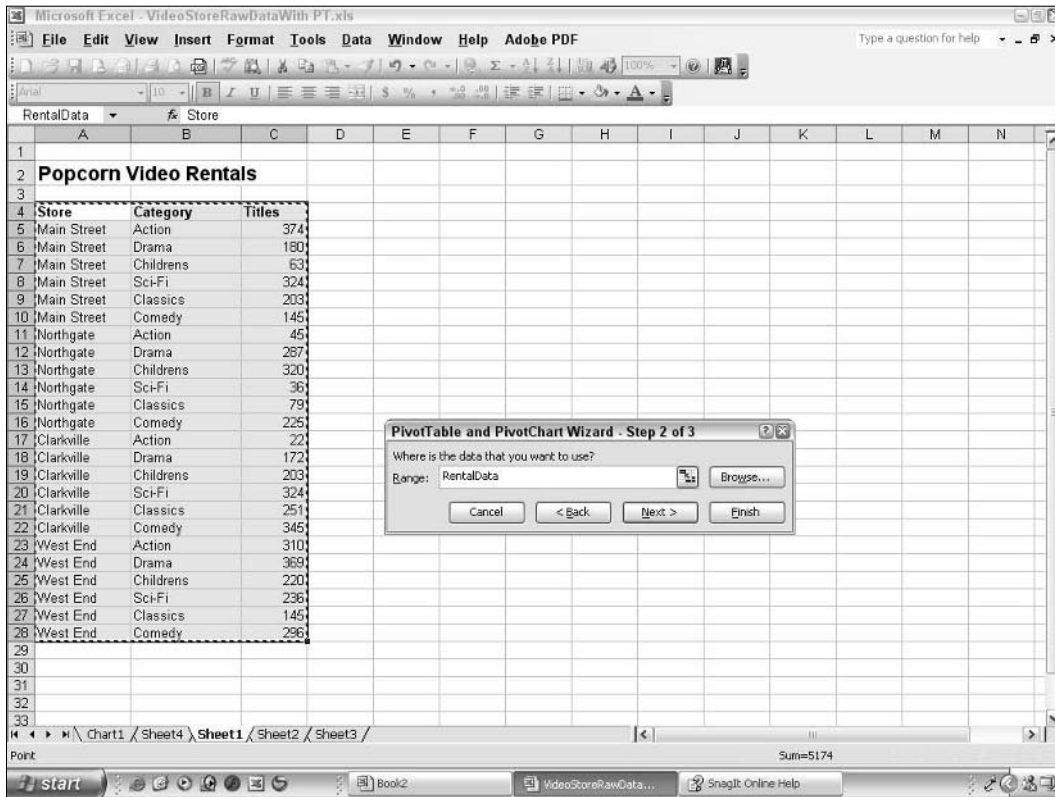 Microsoft Excel - VideoStoreRawDataWith PT.xls
File Edit View Insert Format Tools Data Window Help Adobe PDF Type a question for help
100%
Arial 10 B I U $ % , A
RentalData fx Store
A B C D E F G H I J K L M N
1
2 Popcorn Video Rentals
3
4 Store Category Titles
5 Main Street Action 374
6 Main Street Drama 180
7 Main Street Childrens 63
8 Main Street Sci-Fi 324
9 Main Street Classics 203
10 Main Street Comedy 145
11 Northgate Action 45
12 Northgate Drama 287
13 Northgate Childrens 320
14 Northgate Sci-Fi 36
15 Northgate Classics 79
16 Northgate Comedy 225
17 Clarkville Action 22
18 Clarkville Drama 172
19 Clarkville Childrens 203
20 Clarkville Sci-Fi 324
21 Clarkville Classics 251
22 Clarkville Comedy 345
23 West End Action 310
24 West End Drama 369
25 West End Childrens 220
26 West End Sci-Fi 236
27 West End Classics 145
28 West End Comedy 296
29
30
31
32
33
PivotTable and PivotChart Wizard - Step 2 of 3
Where is the data that you want to use?
Range: RentalData Browse...
Cancel < Back Next > Finish
Chart1 Sheet4 Sheet1 Sheet2 Sheet3
Point Sum=5174
start Book2 VideoStoreRawData... SnagIt Online Help